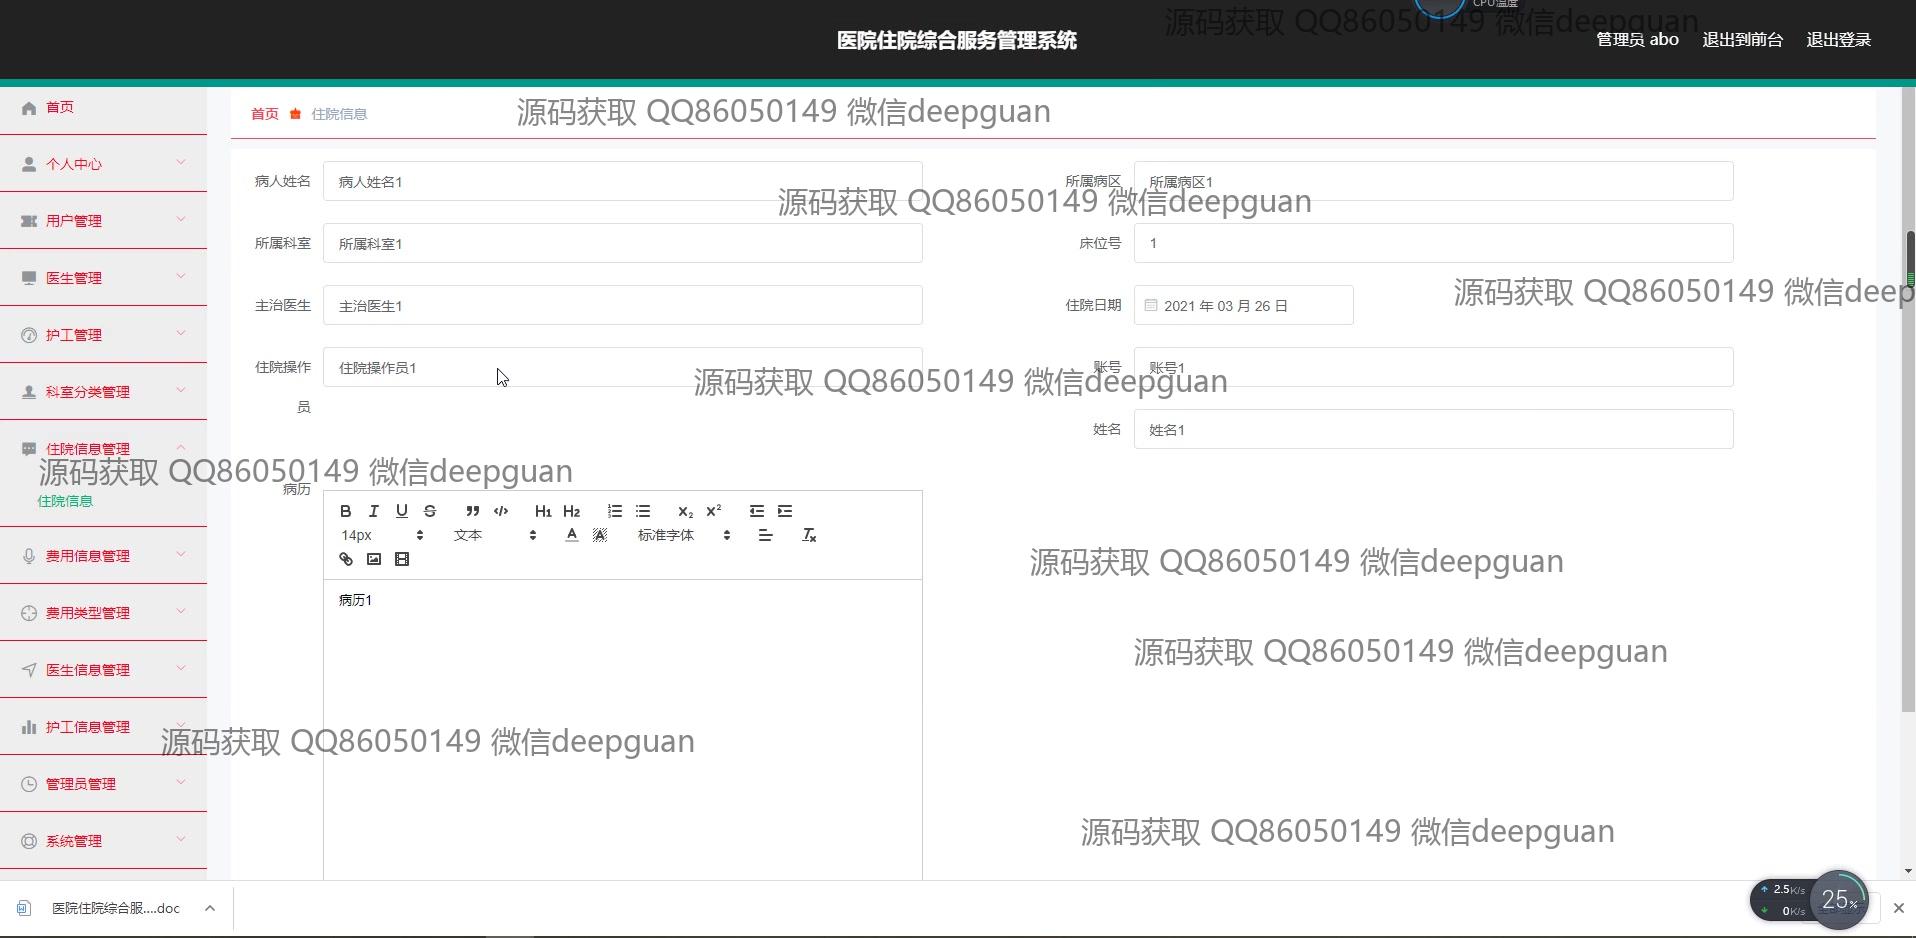 CPU温度
源码获取 QQ86050149 微信deepguan
医院住院综合服务管理系统
管理员 abo 退出到前台 退出登录
首页
首页 住院信息
源码获取 QQ86050149 微信deepguan
个人中心
病人姓名 病人姓名1
所属病区 所属病区1
源码获取 QQ86050149 微信deepguan
用户管理
所属科室 所属科室1
床位号 1
医生管理
源码获取 QQ86050149 微信deep
主治医生 主治医生1
住院日期 2021 年 03 月 26 日
护工管理
住院操作员 住院操作员1
账号 账号1
源码获取 QQ86050149 微信deepguan
科室分类管理
姓名 姓名1
住院信息管理
源码获取 QQ86050149 微信deepguan
住院信息
病历
B I U S H1 H2 X2 X2
14px 文本 A A 标准字体 Tx
费用信息管理
源码获取 QQ86050149 微信deepguan
病历1
费用类型管理
源码获取 QQ86050149 微信deepguan
医生信息管理
护工信息管理
源码获取 QQ86050149 微信deepguan
管理员管理
源码获取 QQ86050149 微信deepguan
系统管理
医院住院综合服....doc
2.5K/s
0K/s
25%